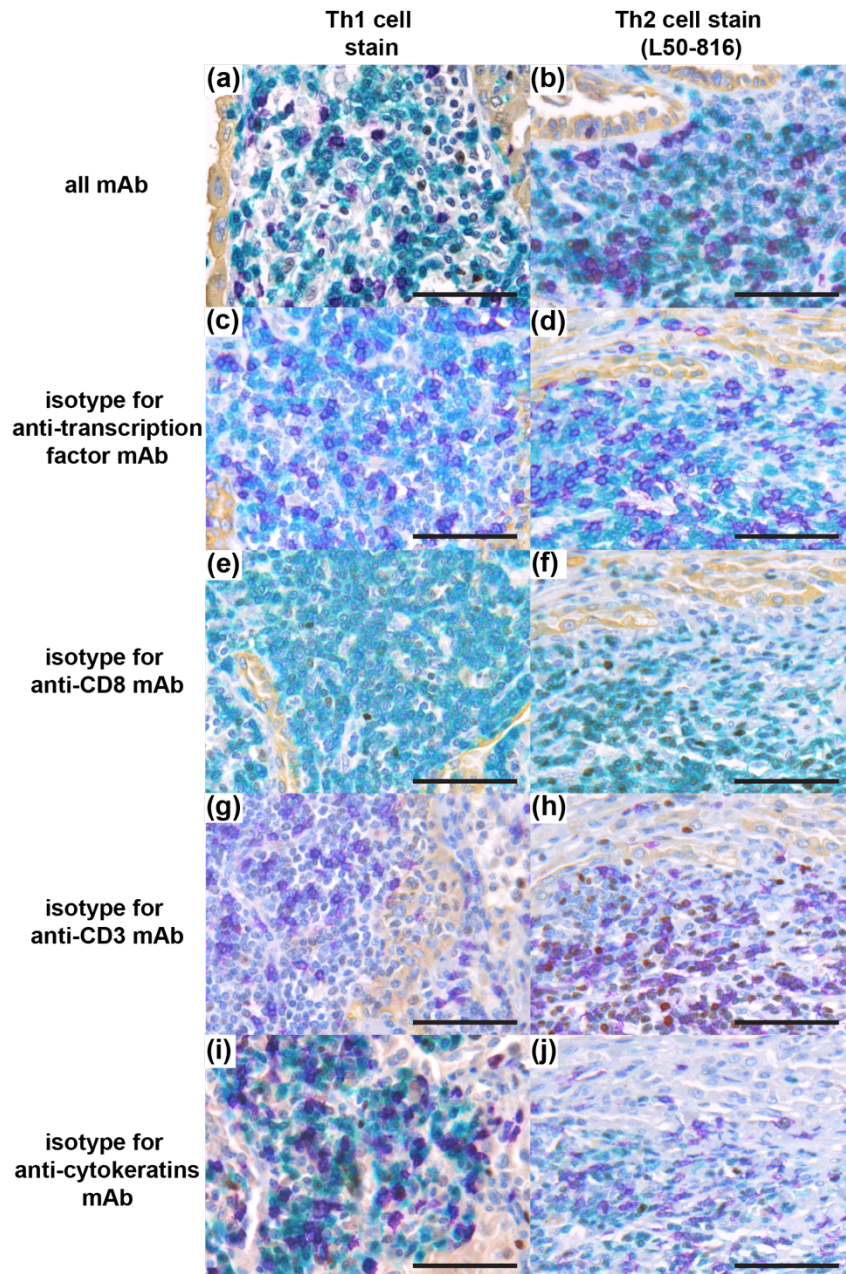 Th1 cell
stain
Th2 cell stain
(L50-816)
all mAb
(a)
(b)
isotype for
anti-transcription
factor mAb
(c)
(d)
isotype for
anti-CD8 mAb
(e)
(f)
isotype for
anti-CD3 mAb
(g)
(h)
isotype for
anti-cytokeratins
mAb
(i)
(j)